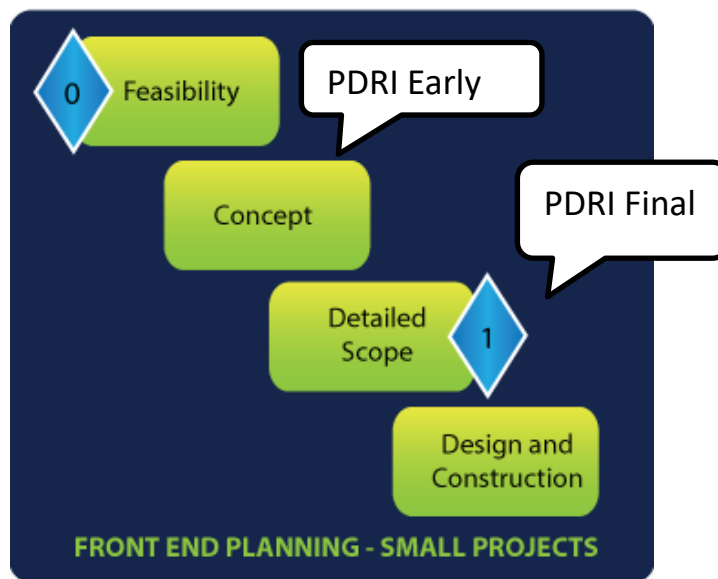 0
Feasibility
PDRI Early
Concept
PDRI Final
Detailed
Scope
1
Design and
Construction
FRONT END PLANNING - SMALL PROJECTS